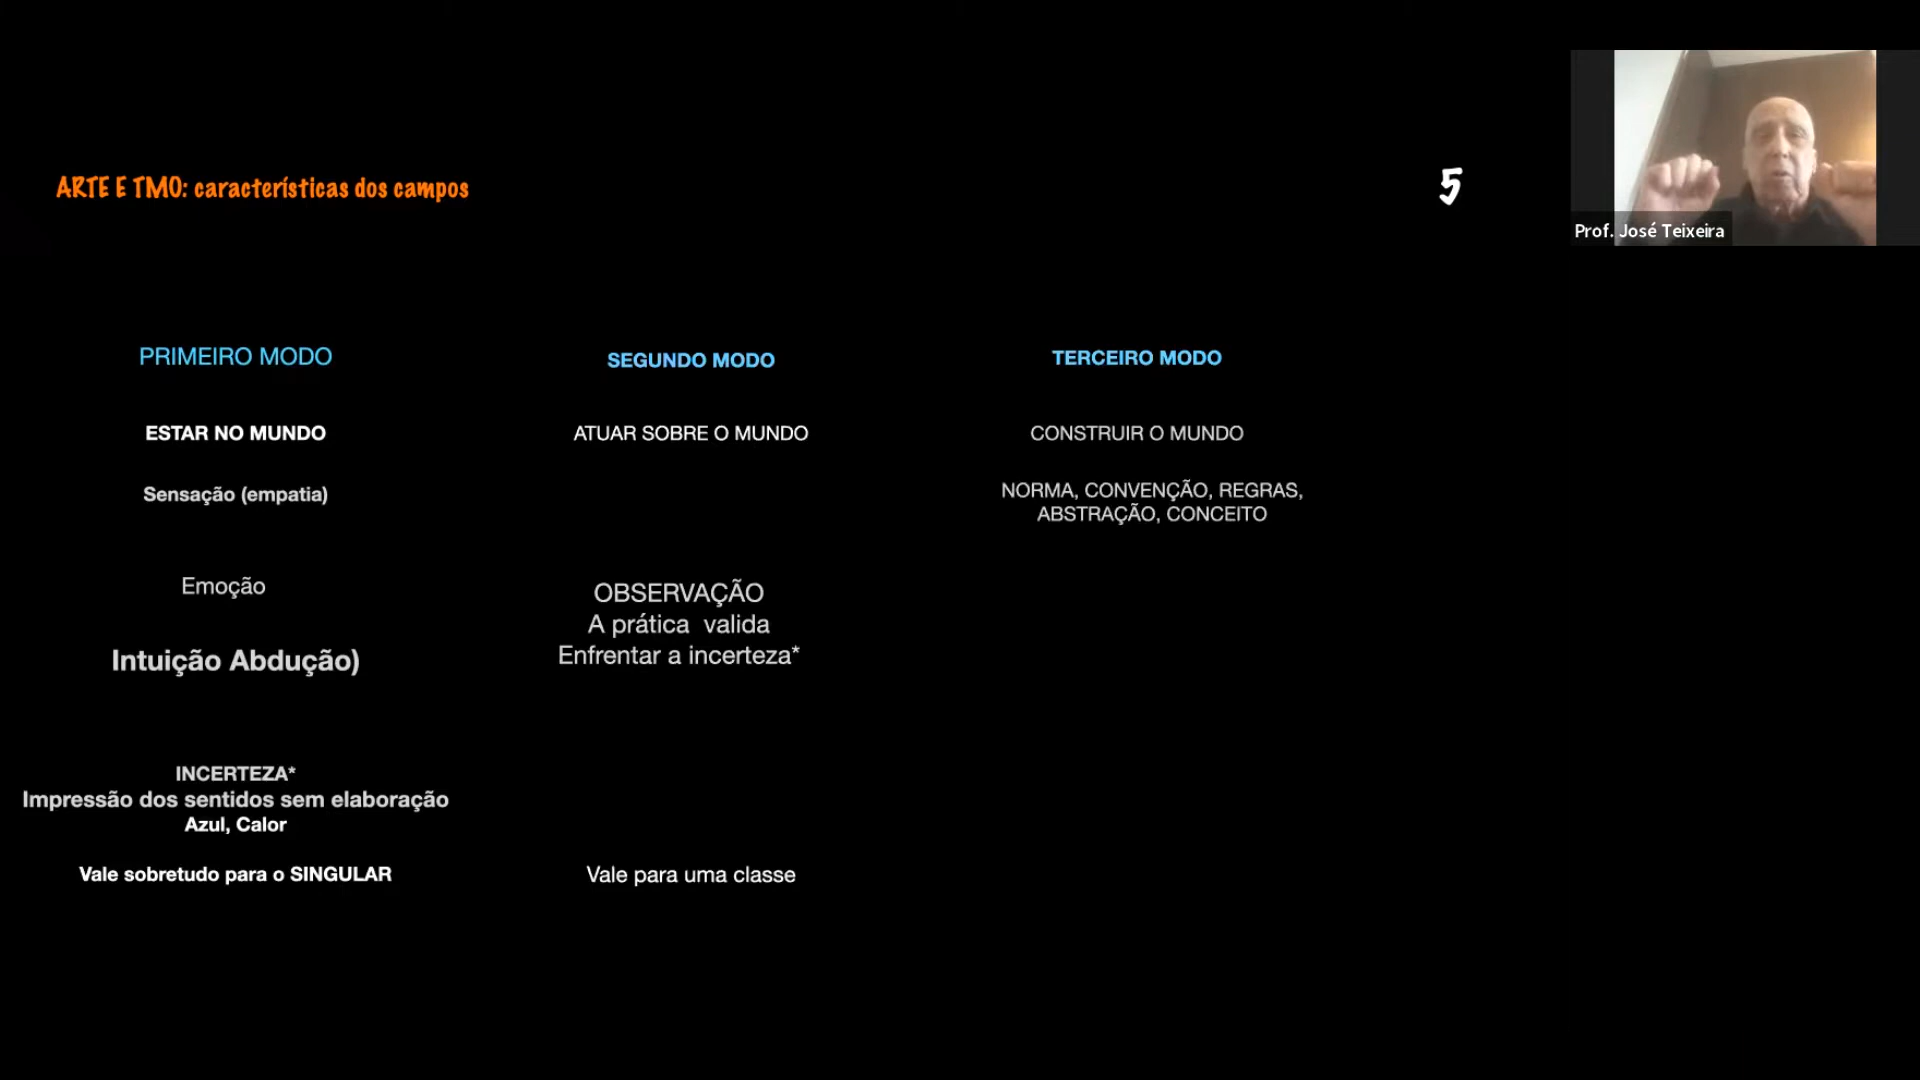 ARTE E TMO: características dos campos
5
Prof. José Teixeira
PRIMEIRO MODO
SEGUNDO MODO
TERCEIRO MODO
ESTAR NO MUNDO
ATUAR SOBRE O MUNDO
CONSTRUIR O MUNDO
Sensação (empatia)
NORMA, CONVENÇÃO, REGRAS,
ABSTRAÇÃO, CONCEITO
Emoção
Intuição Abdução)
OBSERVAÇÃO
A prática  valida
Enfrentar a incerteza*
INCERTEZA*
Impressão dos sentidos sem elaboração
Azul, Calor
Vale sobretudo para o SINGULAR
Vale para uma classe